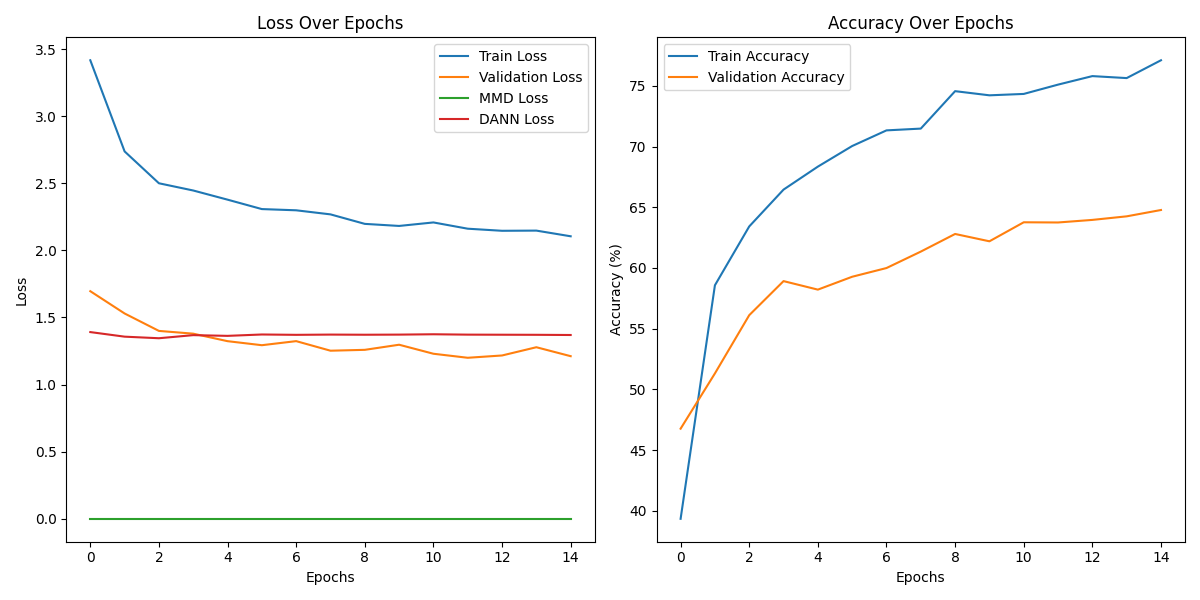 Loss Over Epochs
3.5
3.0
2.5
2.0
1.5
1.0
0.5
0.0
Loss
0 2 4 6 8 10 12 14
Epochs
Train Loss
Validation Loss
MMD Loss
DANN Loss
Accuracy Over Epochs
75
70
65
60
55
50
45
40
Accuracy (%)
0 2 4 6 8 10 12 14
Epochs
Train Accuracy
Validation Accuracy